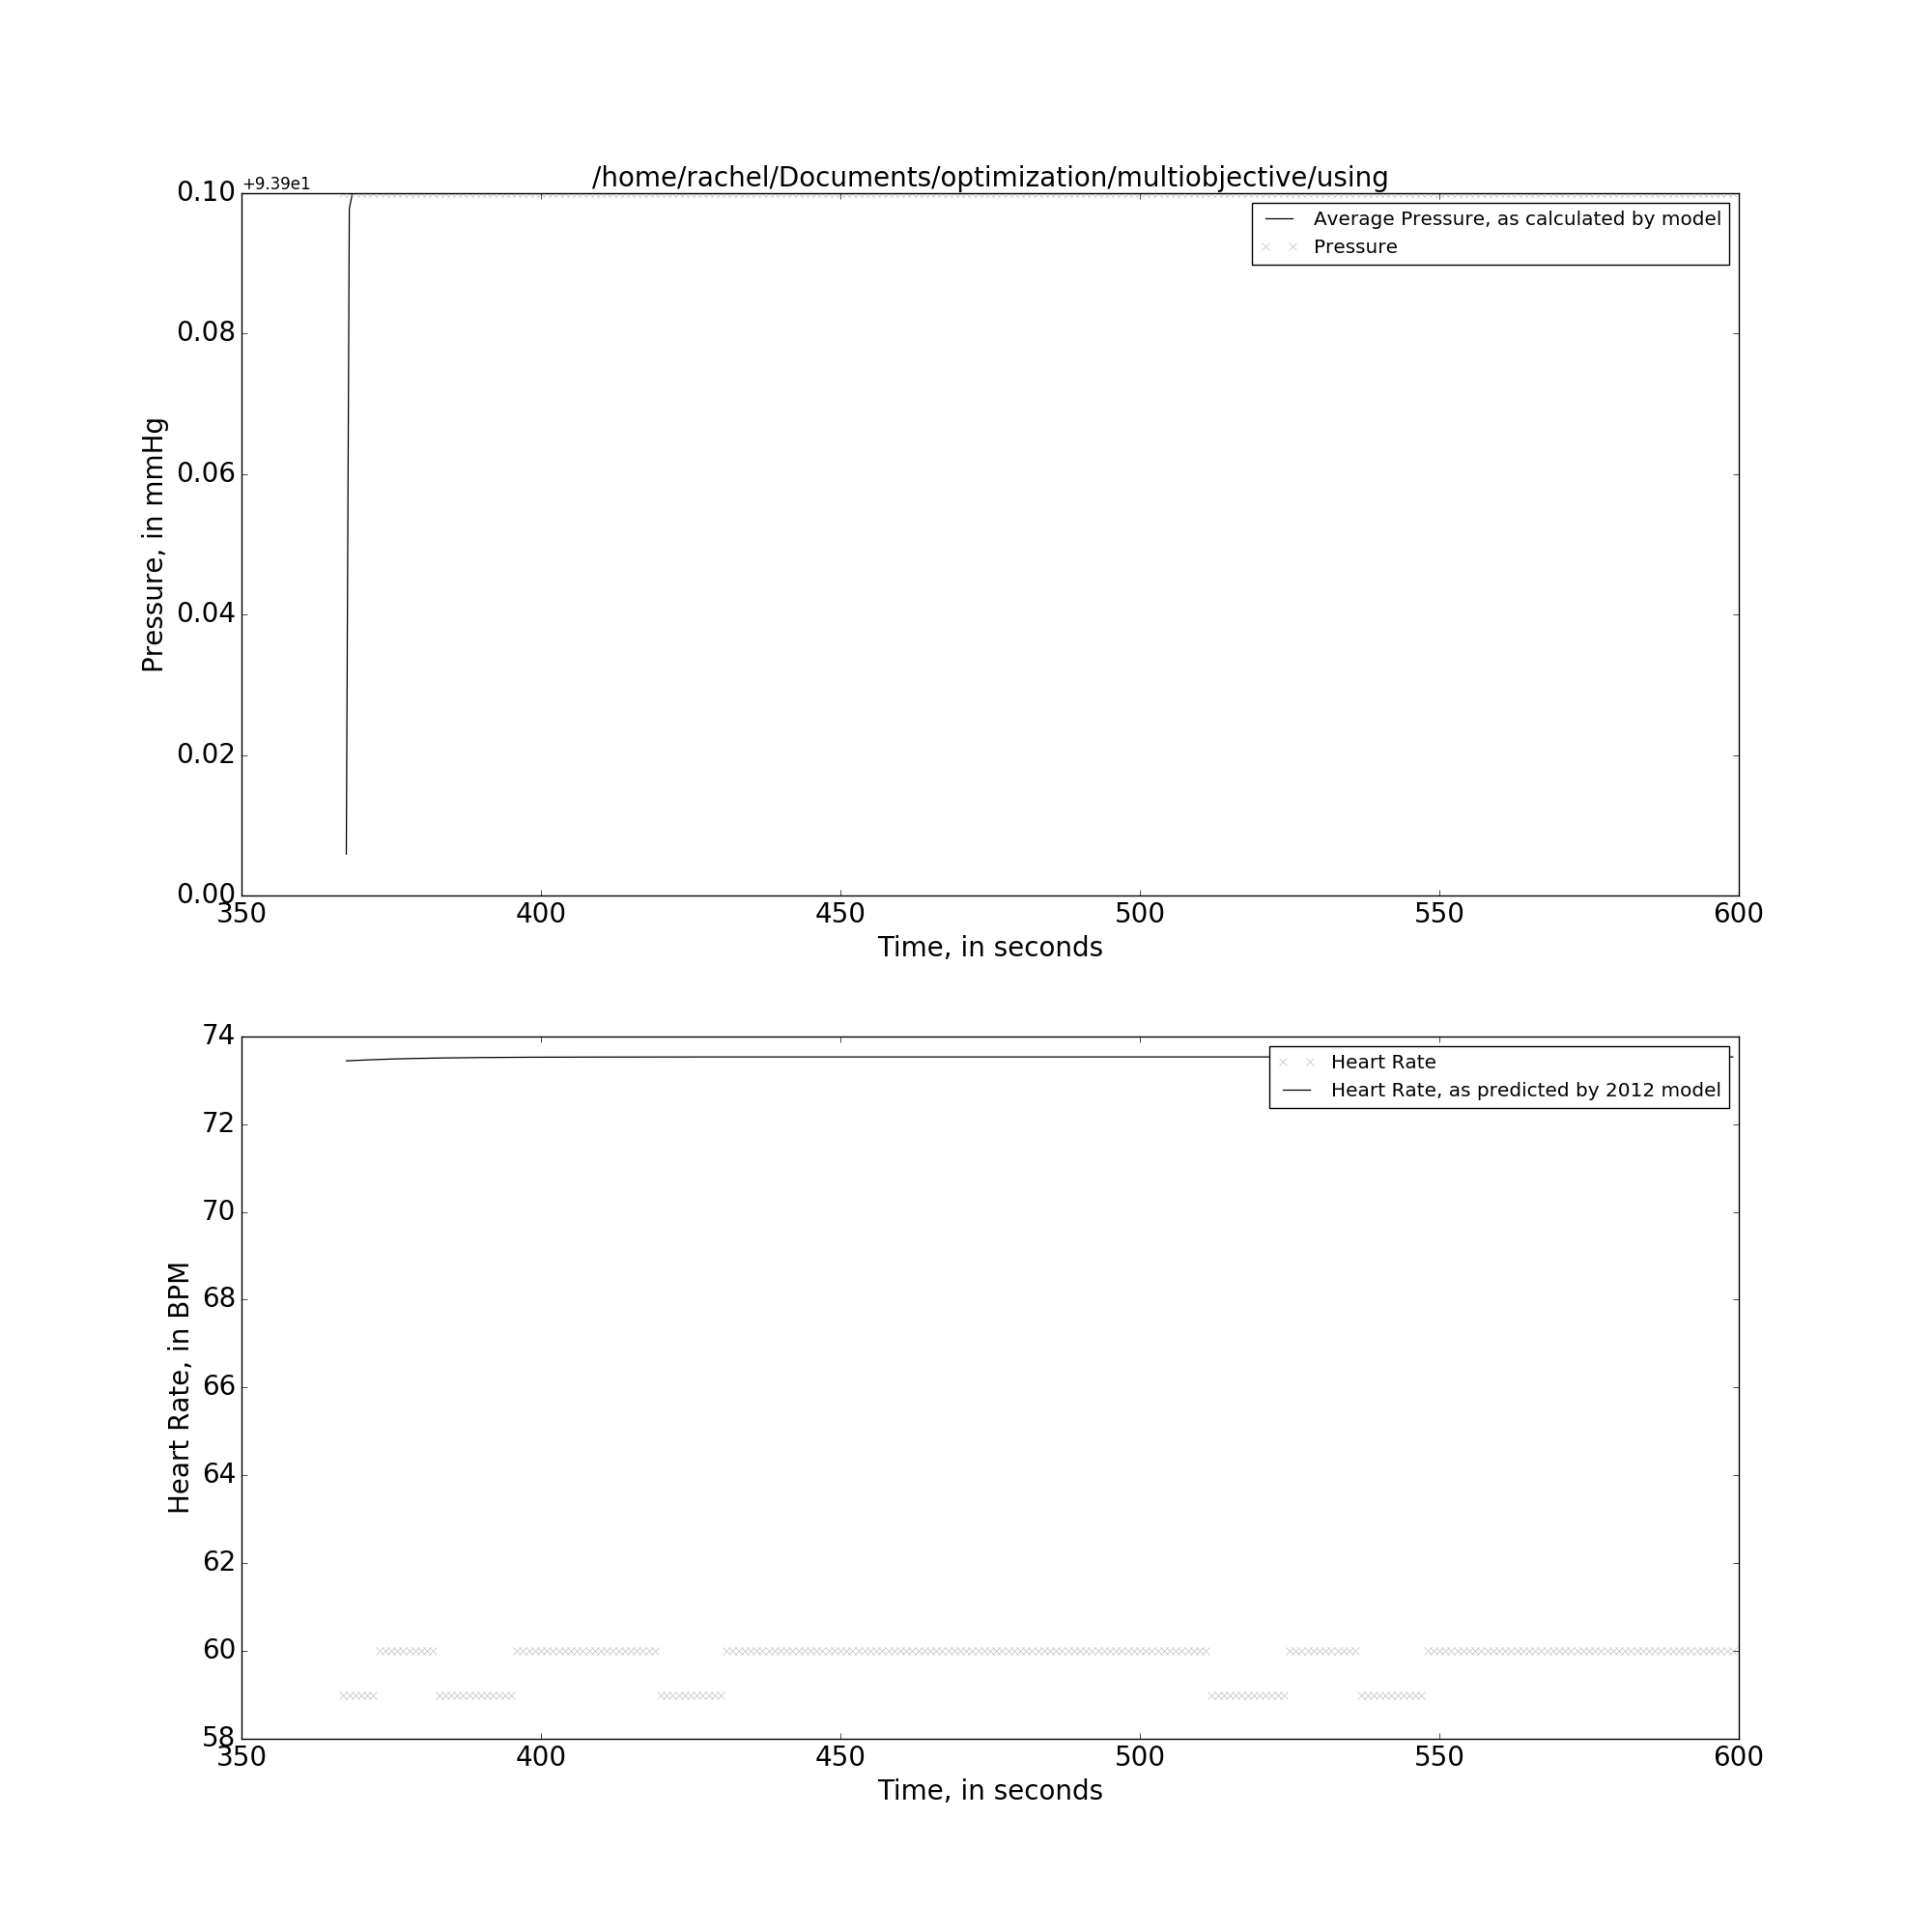 /home/rachel/Documents/optimization/multiobjective/using
+9.39e1
0.10
0.08
0.06
0.04
0.02
0.00
Pressure, in mmHg
Average Pressure, as calculated by model
Pressure
350 400 450 500 550 600
Time, in seconds
74
72
70
68
66
64
62
60
58
Heart Rate, in BPM
Heart Rate
Heart Rate, as predicted by 2012 model
350 400 450 500 550 600
Time, in seconds